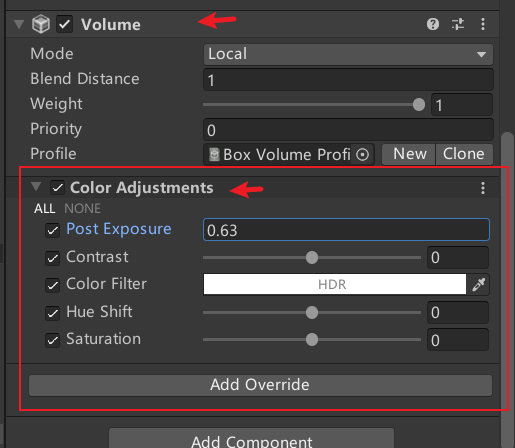 Volume
Mode Local
Blend Distance 1
Weight 1
Priority 0
Profile Box Volume Profi New Clone
Color Adjustments
ALL NONE
Post Exposure 0.63
Contrast 0
Color Filter HDR
Hue Shift 0
Saturation 0
Add Override
Add Component